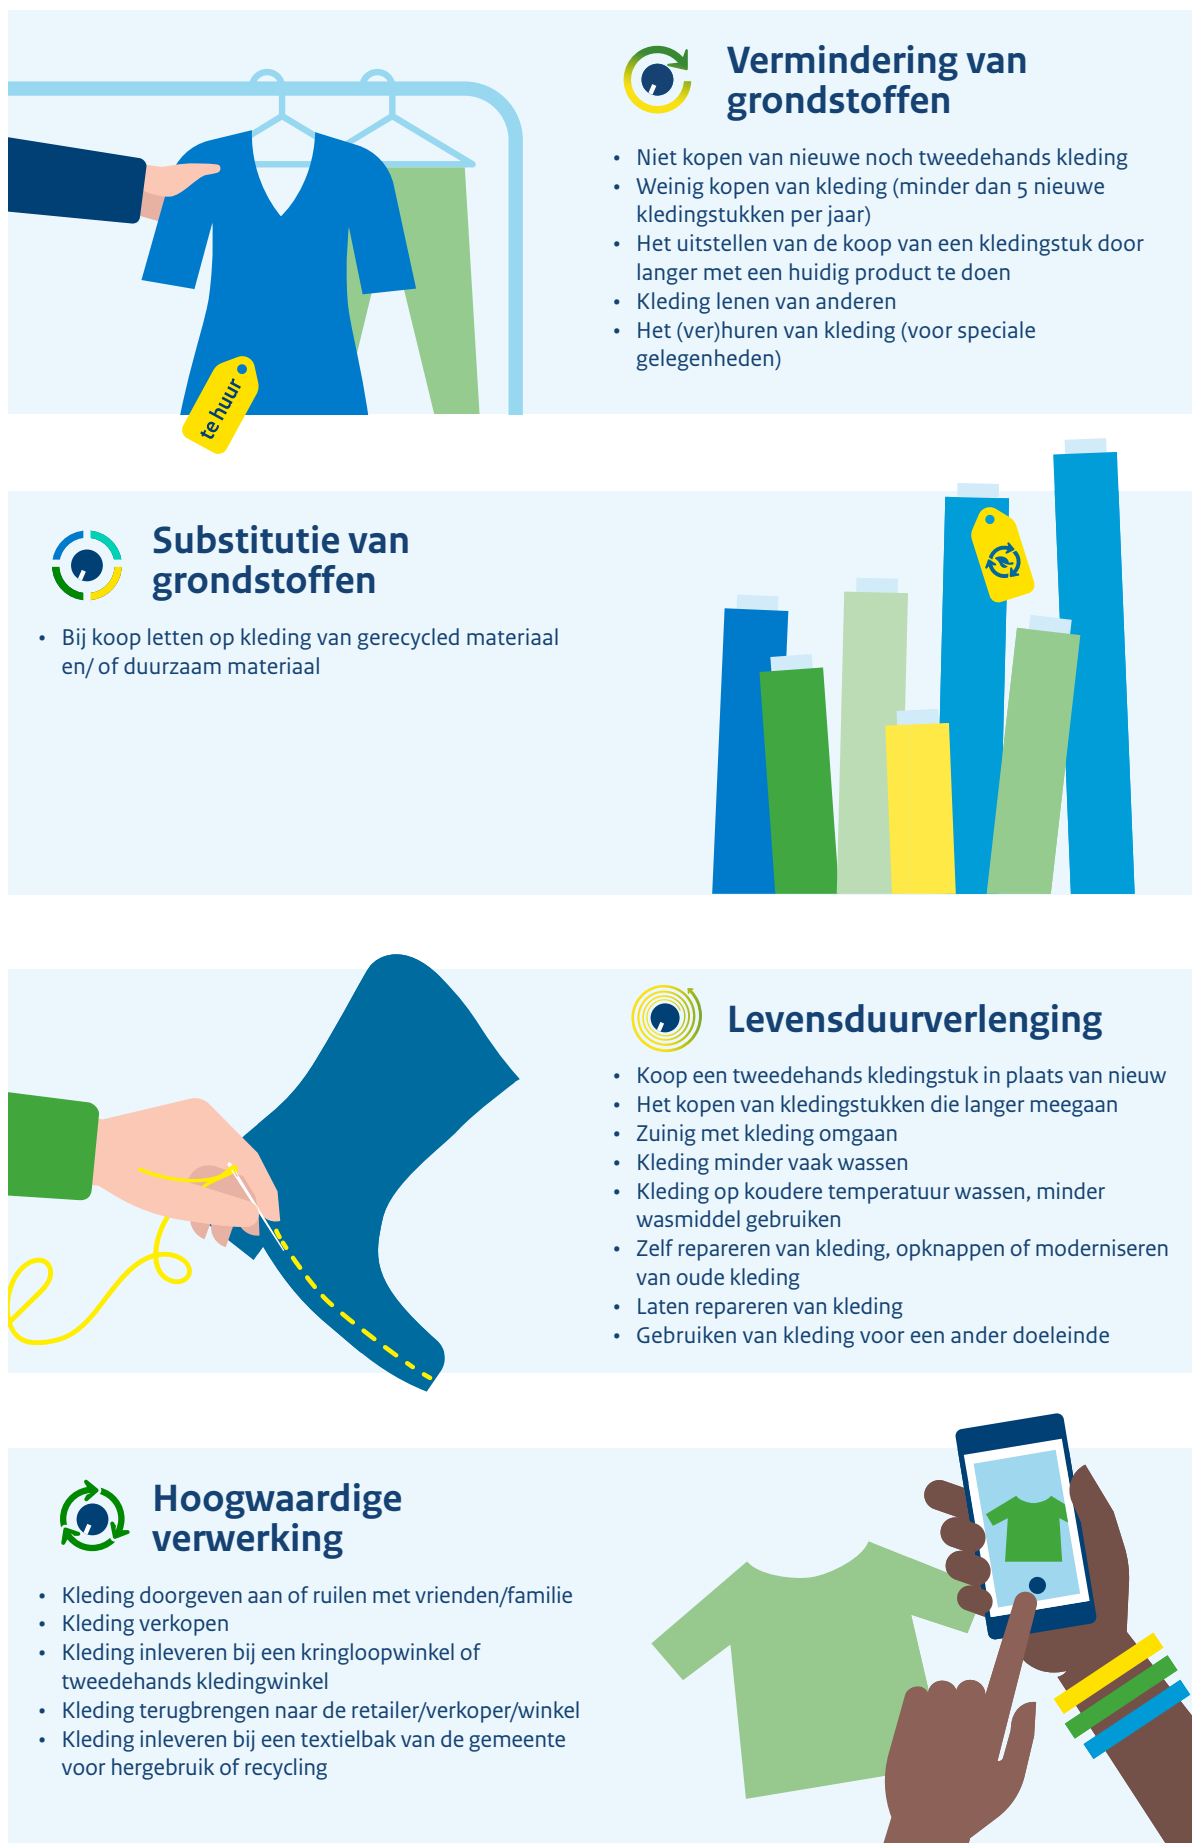 Vermindering van
grondstoffen
• Niet kopen van nieuwe noch tweedehands kleding
• Weinig kopen van kleding (minder dan 5 nieuwe
kledingstukken per jaar)
• Het uitstellen van de koop van een kledingstuk door
langer met een huidig product te doen
• Kleding lenen van anderen
• Het (ver)huren van kleding (voor speciale
gelegenheden)
te huur
Substitutie van
grondstoffen
• Bij koop letten op kleding van gerecycled materiaal
en/ of duurzaam materiaal
Levensduurverlenging
• Koop een tweedehands kledingstuk in plaats van nieuw
• Het kopen van kledingstukken die langer meegaan
• Zuinig met kleding omgaan
• Kleding minder vaak wassen
• Kleding op koudere temperatuur wassen, minder
wasmiddel gebruiken
• Zelf repareren van kleding, opknappen of moderniseren
van oude kleding
• Laten repareren van kleding
• Gebruiken van kleding voor een ander doeleinde
Hoogwaardige
verwerking
• Kleding doorgeven aan of ruilen met vrienden/familie
• Kleding verkopen
• Kleding inleveren bij een kringloopwinkel of
tweedehands kledingwinkel
• Kleding terugbrengen naar de retailer/verkoper/winkel
• Kleding inleveren bij een textielbak van de gemeente
voor hergebruik of recycling